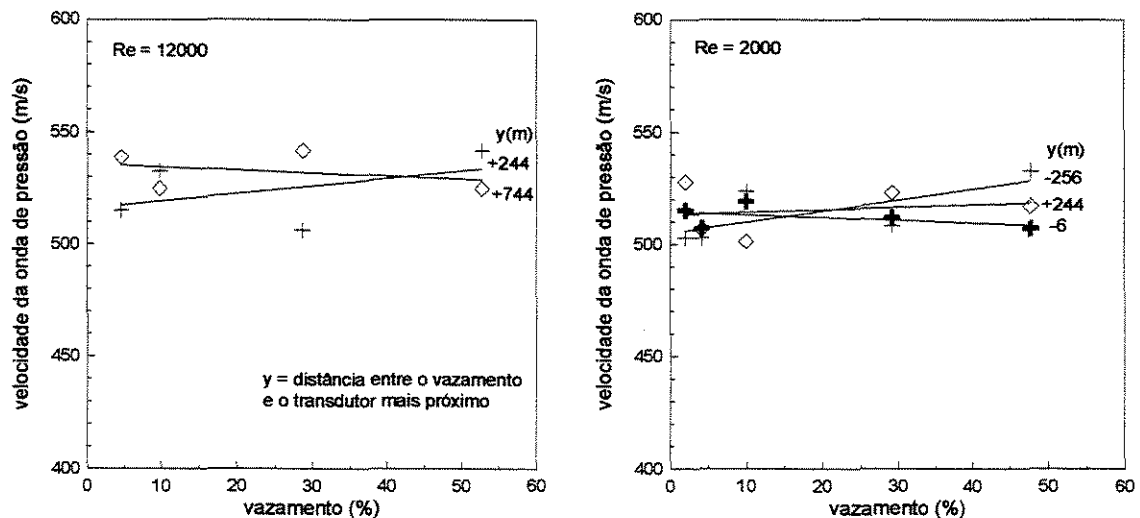 600
550
500
450
400
velocidade da onda de pressão (m/s)
Re = 12000
y(m)
+244
+744
y = distância entre o vazamento
e o transdutor mais próximo
0 10 20 30 40 50 60
vazamento (%)
600
550
500
450
400
velocidade da onda de pressão (m/s)
Re = 2000
y(m)
-256
+244
-6
0 10 20 30 40 50 60
vazamento (%)